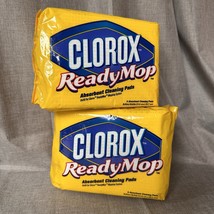 CLOROX
ReadyMop
Absorbent Cleaning Pads
CLOROX
ReadyMop
Absorbent Cleaning Pads